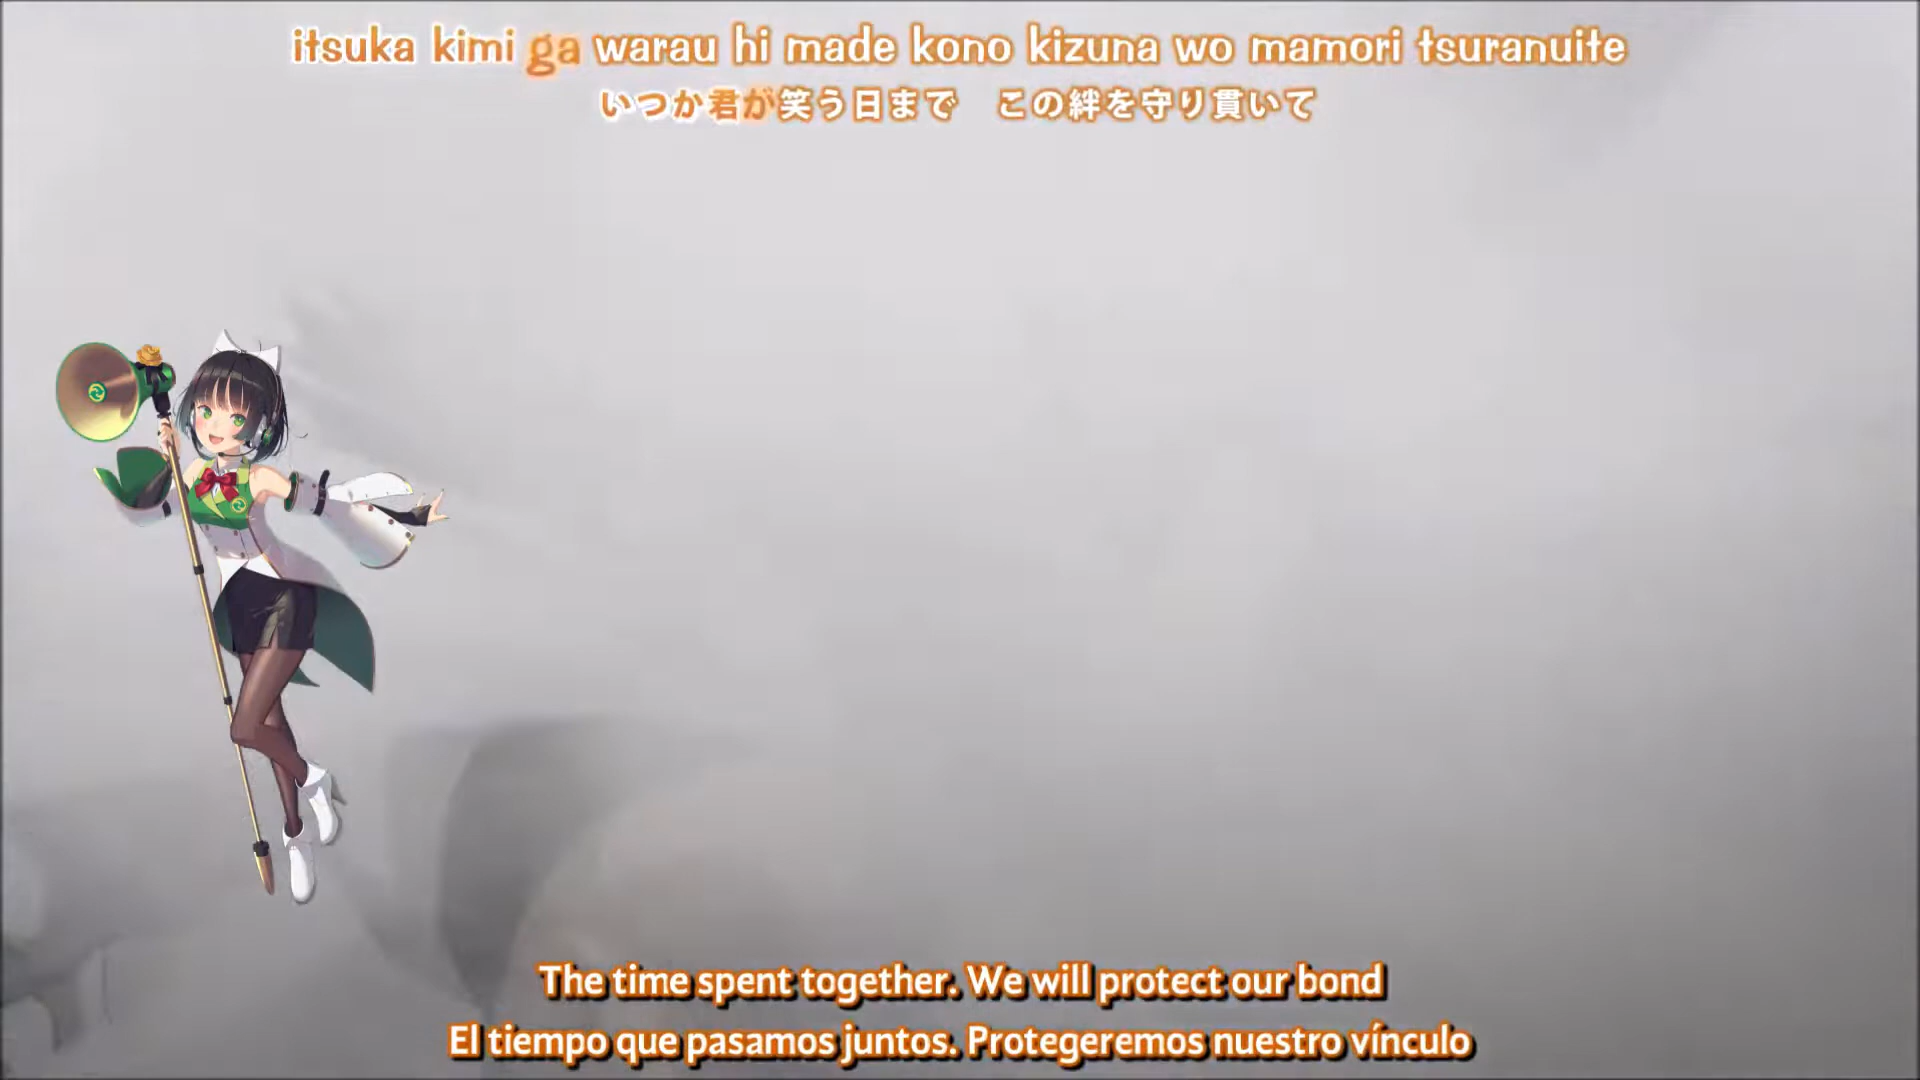 itsuka kimi ga warau hi made kono kizuna wo mamori tsuranuite
いつか君が笑う日まで　この絆を守り貫いて
The time spent together. We will protect our bond
El tiempo que pasamos juntos. Protegeremos nuestro vínculo